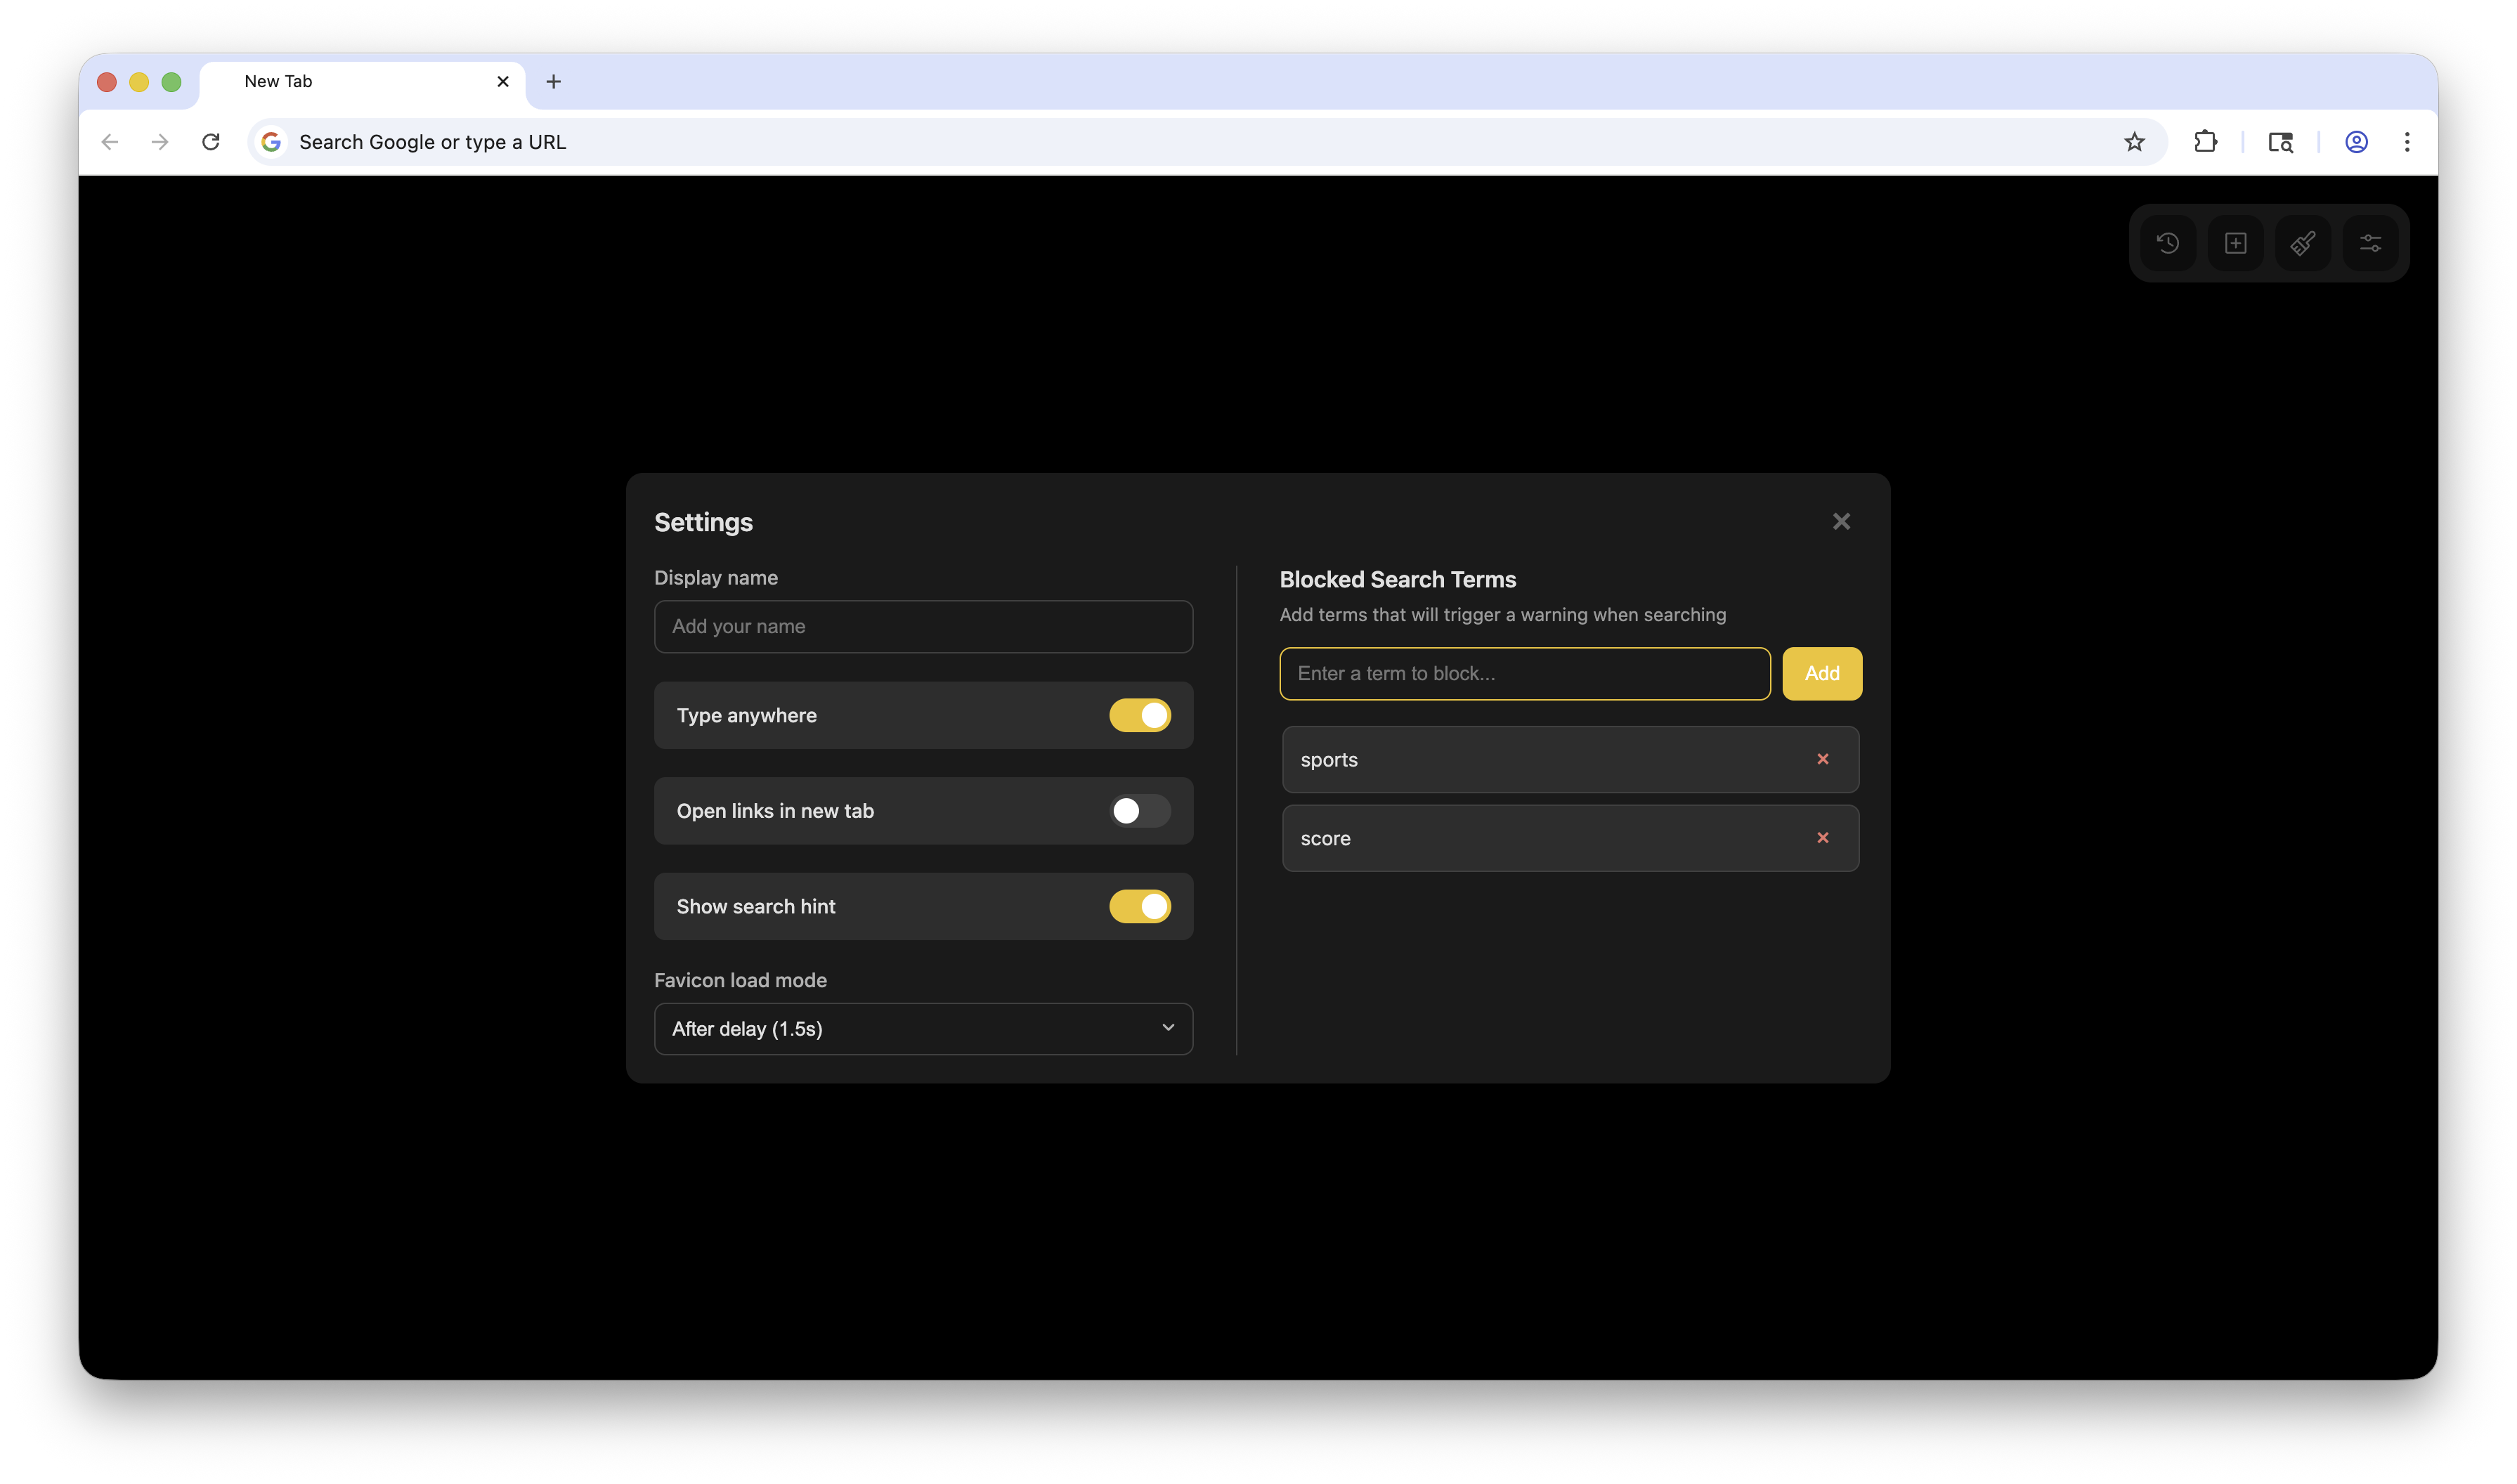 New Tab
Search Google or type a URL
Settings
Display name
Add your name
Type anywhere
Open links in new tab
Show search hint
Favicon load mode
After delay (1.5s)
Blocked Search Terms
Add terms that will trigger a warning when searching
Enter a term to block...
Add
sports
score